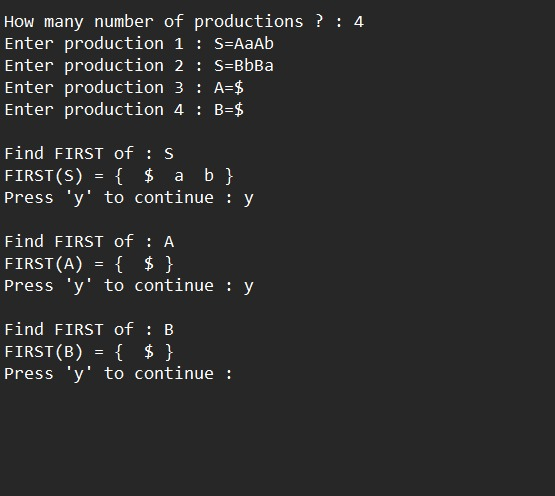 How many number of productions ? : 4
Enter production 1 : S=AaAb
Enter production 2 : S=BbBa
Enter production 3 : A=$
Enter production 4 : B=$
Find FIRST of : S
FIRST(S) = {  $  a  b }
Press 'y' to continue : y
Find FIRST of : A
FIRST(A) = {  $ }
Press 'y' to continue : y
Find FIRST of : B
FIRST(B) = {  $ }
Press 'y' to continue :